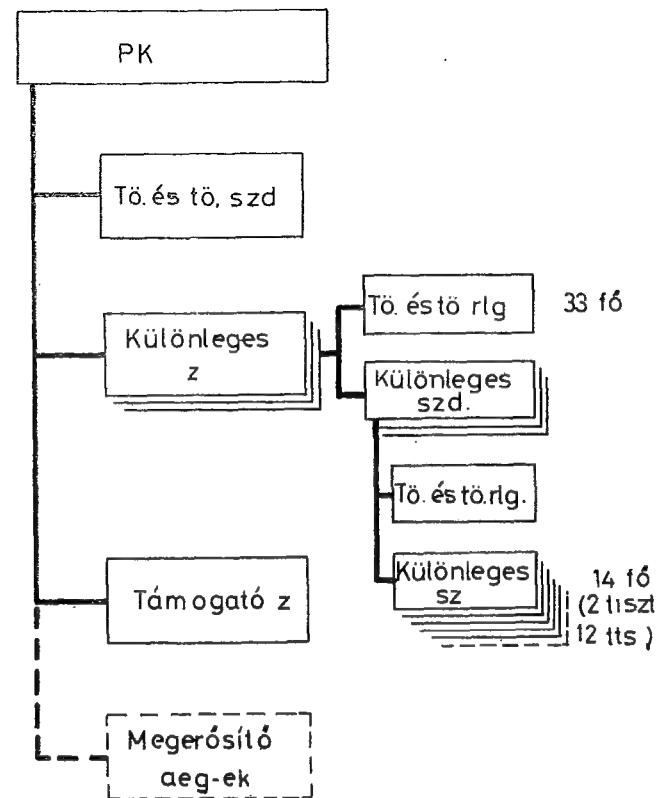 PK
Tö. és tö, szd
Különleges
z
Tö. és tö rlg
33 fő
Különleges
szd.
Tö. és tö.rlg.
Különleges
sz
14 fő
(2 tiszt
12 tts )
Támogató z
Megerősítő
aeg-ek